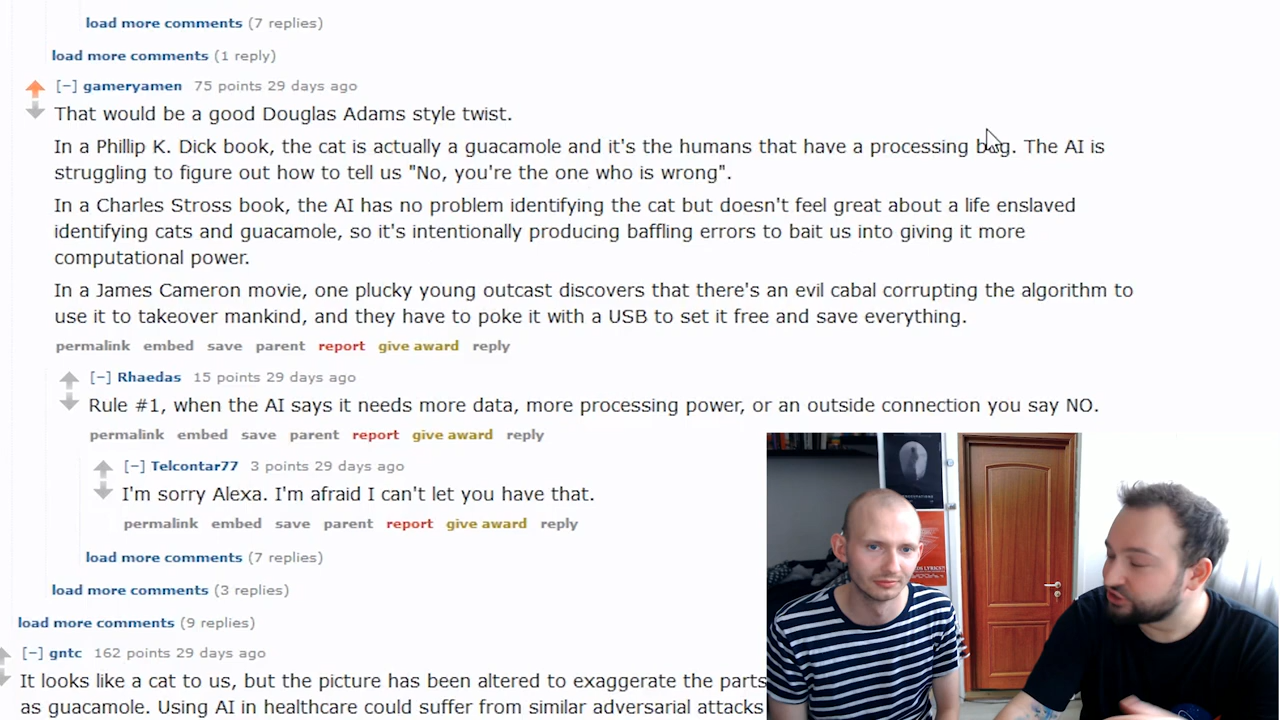 load more comments (7 replies)
load more comments (1 reply)
[–] gameryamen 75 points 29 days ago
That would be a good Douglas Adams style twist.
In a Phillip K. Dick book, the cat is actually a guacamole and it's the humans that have a processing bug. The AI is
struggling to figure out how to tell us "No, you're the one who is wrong".
In a Charles Stross book, the AI has no problem identifying the cat but doesn't feel great about a life enslaved
identifying cats and guacamole, so it's intentionally producing baffling errors to bait us into giving it more
computational power.
In a James Cameron movie, one plucky young outcast discovers that there's an evil cabal corrupting the algorithm to
use it to takeover mankind, and they have to poke it with a USB to set it free and save everything.
permalink embed save parent report give award reply
[–] Rhaedas 15 points 29 days ago
Rule #1, when the AI says it needs more data, more processing power, or an outside connection you say NO.
permalink embed save parent report give award reply
[–] Telcontar77 3 points 29 days ago
I'm sorry Alexa. I'm afraid I can't let you have that.
permalink embed save parent report give award reply
load more comments (7 replies)
load more comments (3 replies)
load more comments (9 replies)
[–] gntc 162 points 29 days ago
It looks like a cat to us, but the picture has been altered to exaggerate the parts
as guacamole. Using AI in healthcare could suffer from similar adversarial attacks